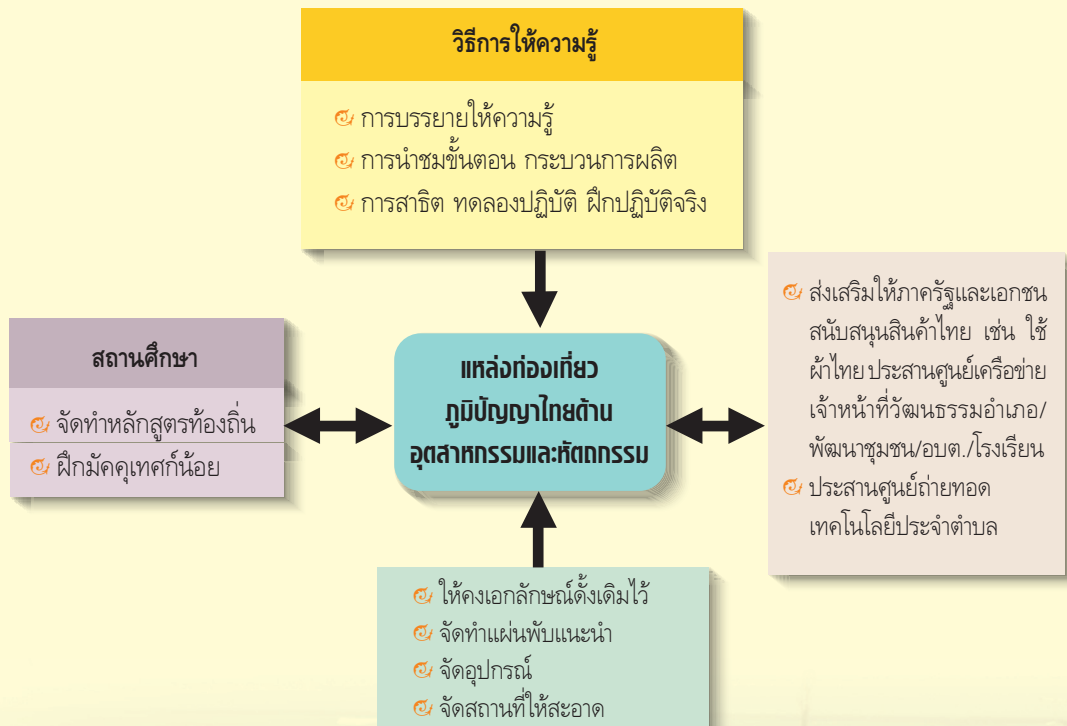 วิธีการให้ความรู้
การบรรยายให้ความรู้
การนำชมขั้นตอน กระบวนการผลิต
การสาธิต ทดลองปฏิบัติ ฝึกปฏิบัติจริง
สถานศึกษา
จัดทำหลักสูตรท้องถิ่น
ฝึกมัคคุเทศก์น้อย
แหล่งท่องเที่ยว
ภูมิปัญญาไทยด้าน
อุตสาหกรรมและหัตถกรรม
ส่งเสริมให้ภาครัฐและเอกชน
สนับสนุนสินค้าไทย เช่น ใช้
ผ้าไทย ประสานศูนย์เครือข่าย
เจ้าหน้าที่วัฒนธรรมอำเภอ/
พัฒนาชุมชน/อบต./โรงเรียน
ประสานศูนย์ถ่ายทอด
เทคโนโลยีประจำตำบล
ให้คงเอกลักษณ์ดั้งเดิมไว้
จัดทำแผ่นพับแนะนำ
จัดอุปกรณ์
จัดสถานที่ให้สะอาด